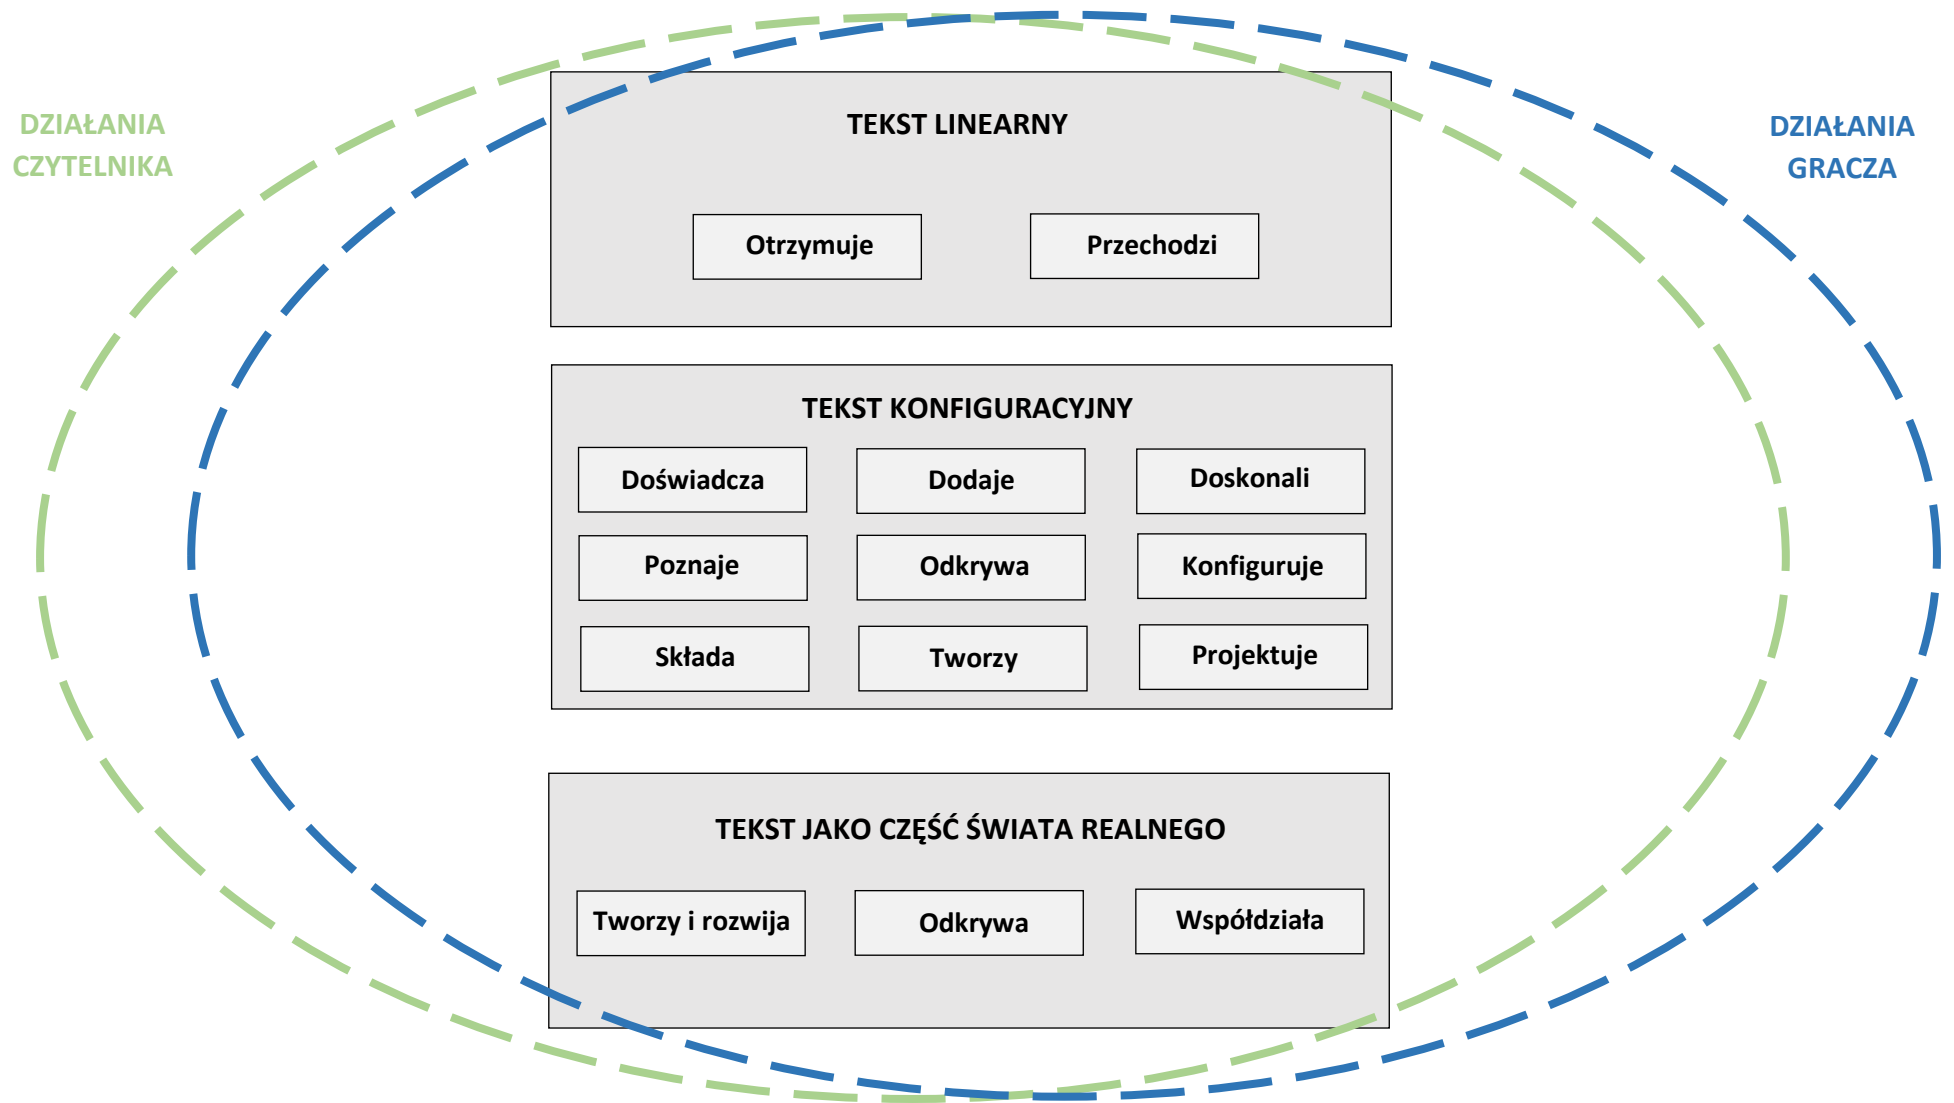 DZIAŁANIA
CZYTELNIKA
DZIAŁANIA
GRACZA
TEKST LINEARNY
Otrzymuje
Przechodzi
TEKST KONFIGURACYJNY
Doświadcza
Dodaje
Doskonali
Poznaje
Odkrywa
Konfiguruje
Składa
Tworzy
Projektuje
TEKST JAKO CZĘŚĆ ŚWIATA REALNEGO
Tworzy i rozwija
Odkrywa
Współdziała